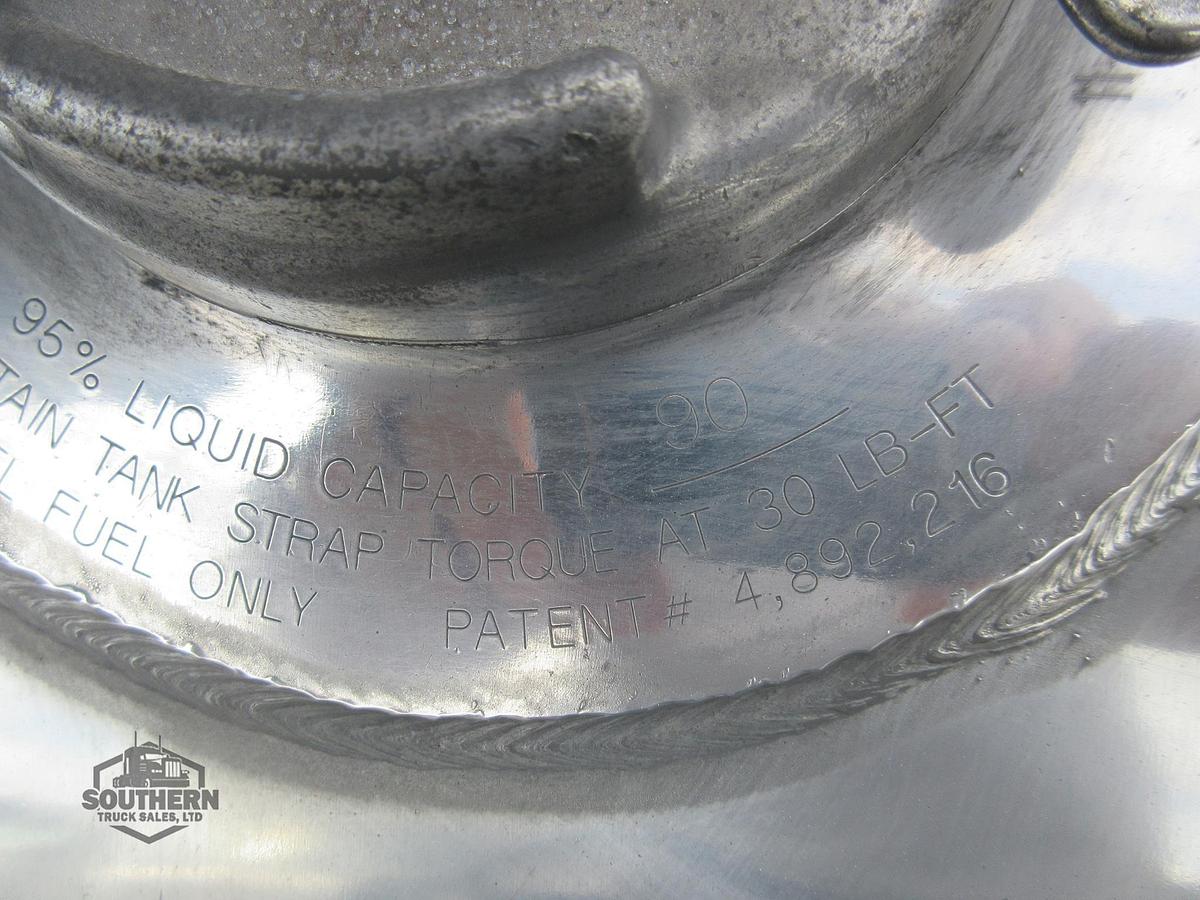 95% LIQUID CAPACITY 90
TAIN TANK STRAP TORQUE AT 30 LB-FT
EL FUEL ONLY PATENT # 4,892,216
SOUTHERN
TRUCK SALES, LTD